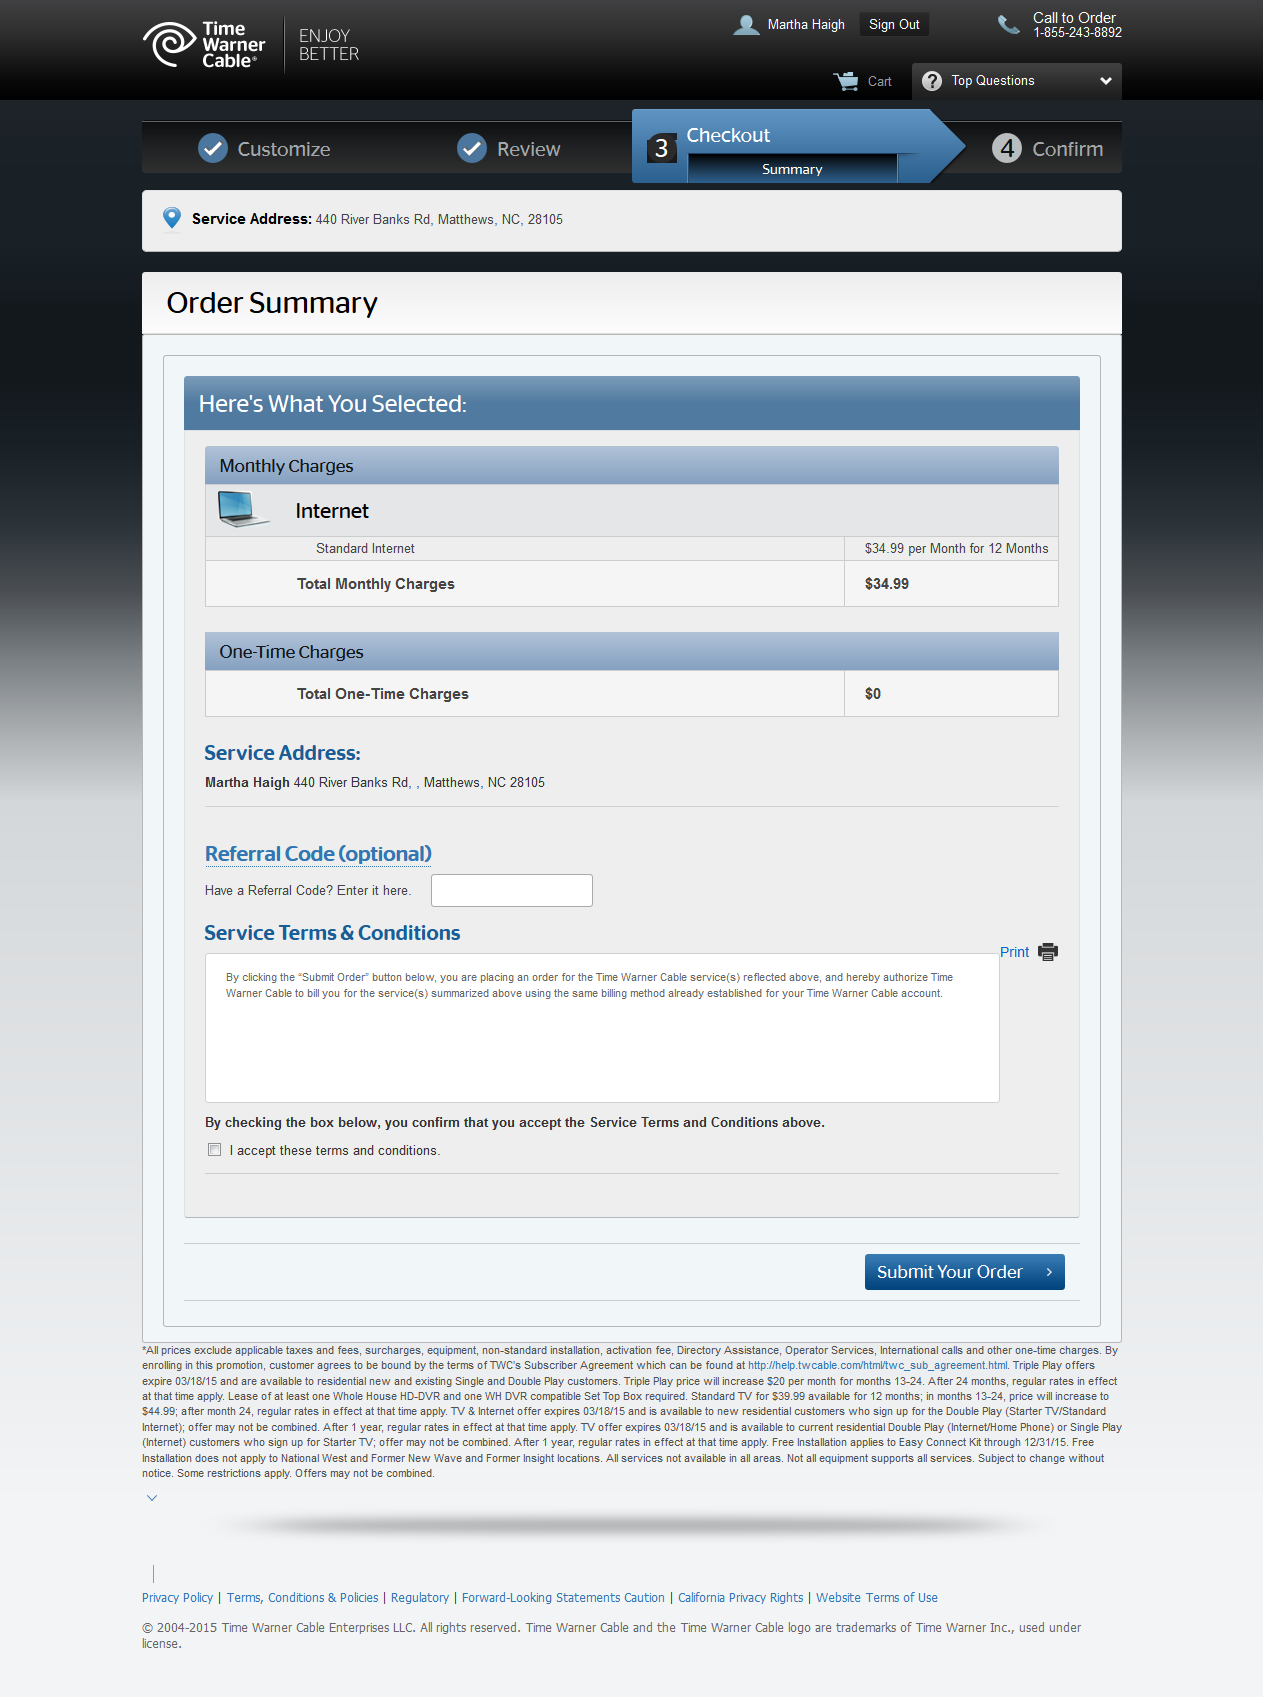 Time
Warner
Cable®
ENJOY
BETTER
Martha Haigh
Sign Out
Call to Order
1-855-243-8892
Cart
? Top Questions
Customize
Review
3 Checkout
Summary
4 Confirm
Service Address: 440 River Banks Rd, Matthews, NC, 28105
Order Summary
Here's What You Selected:
Monthly Charges
Internet
Standard Internet $34.99 per Month for 12 Months
Total Monthly Charges $34.99
One-Time Charges
Total One-Time Charges $0
Service Address:
Martha Haigh 440 River Banks Rd, , Matthews, NC 28105
Referral Code (optional)
Have a Referral Code? Enter it here.
Service Terms & Conditions
Print
By clicking the “Submit Order” button below, you are placing an order for the Time Warner Cable service(s) reflected above, and hereby authorize Time
Warner Cable to bill you for the service(s) summarized above using the same billing method already established for your Time Warner Cable account.
By checking the box below, you confirm that you accept the Service Terms and Conditions above.
I accept these terms and conditions.
Submit Your Order ›
*All prices exclude applicable taxes and fees, surcharges, equipment, non-standard installation, activation fee, Directory Assistance, Operator Services, International calls and other one-time charges. By
enrolling in this promotion, customer agrees to be bound by the terms of TWC's Subscriber Agreement which can be found at http://help.twcable.com/html/twc_sub_agreement.html. Triple Play offers
expire 03/18/15 and are available to residential new and existing Single and Double Play customers. Triple Play price will increase $20 per month for months 13-24. After 24 months, regular rates in effect
at that time apply. Lease of at least one Whole House HD-DVR and one WH DVR compatible Set Top Box required. Standard TV for $39.99 available for 12 months; in months 13-24, price will increase to
$44.99; after month 24, regular rates in effect at that time apply. TV & Internet offer expires 03/18/15 and is available to new residential customers who sign up for the Double Play (Starter TV/Standard
Internet); offer may not be combined. After 1 year, regular rates in effect at that time apply. TV offer expires 03/18/15 and is available to current residential Double Play (Internet/Home Phone) or Single Play
(Internet) customers who sign up for Starter TV; offer may not be combined. After 1 year, regular rates in effect at that time apply. Free Installation applies to Easy Connect Kit through 12/31/15. Free
Installation does not apply to National West and Former New Wave and Former Insight locations. All services not available in all areas. Not all equipment supports all services. Subject to change without
notice. Some restrictions apply. Offers may not be combined.
Privacy Policy | Terms, Conditions & Policies | Regulatory | Forward-Looking Statements Caution | California Privacy Rights | Website Terms of Use
© 2004-2015 Time Warner Cable Enterprises LLC. All rights reserved. Time Warner Cable and the Time Warner Cable logo are trademarks of Time Warner Inc., used under
license.